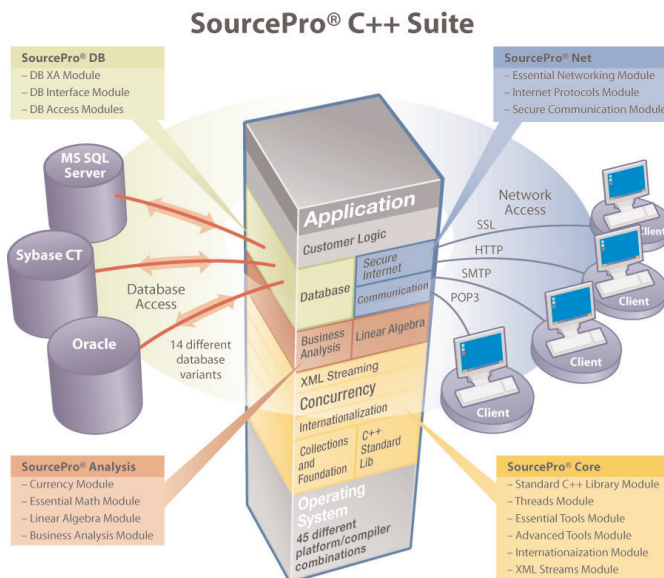 SourcePro® C++ Suite
SourcePro® DB
– DB XA Module
– DB Interface Module
– DB Access Modules
SourcePro® Net
– Essential Networking Module
– Internet Protocols Module
– Secure Communication Module
MS SQL
Server
Sybase CT
Oracle
Database
Access
14 different
database
variants
Application
Customer Logic
Database
Secure
Internet
Communication
Business
Analysis
Linear Algebra
XML Streaming
Concurrency
Internationalization
Collections
and
Foundation
C++
Standard
Lib
Operating
System
45 different
platform/compiler
combinations
Network
Access
SSL
HTTP
SMTP
POP3
Client
Client
Client
Client
SourcePro® Analysis
– Currency Module
– Essential Math Module
– Linear Algebra Module
– Business Analysis Module
SourcePro® Core
– Standard C++ Library Module
– Threads Module
– Essential Tools Module
– Advanced Tools Module
– Internationaization Module
– XML Streams Module